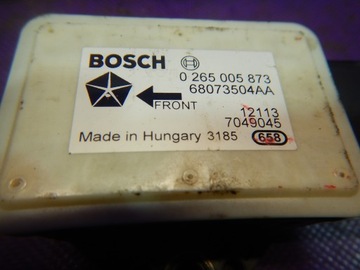 BOSCH
0 265 005 873
68073504AA
FRONT
12113
7049045
Made in Hungary 3185 658